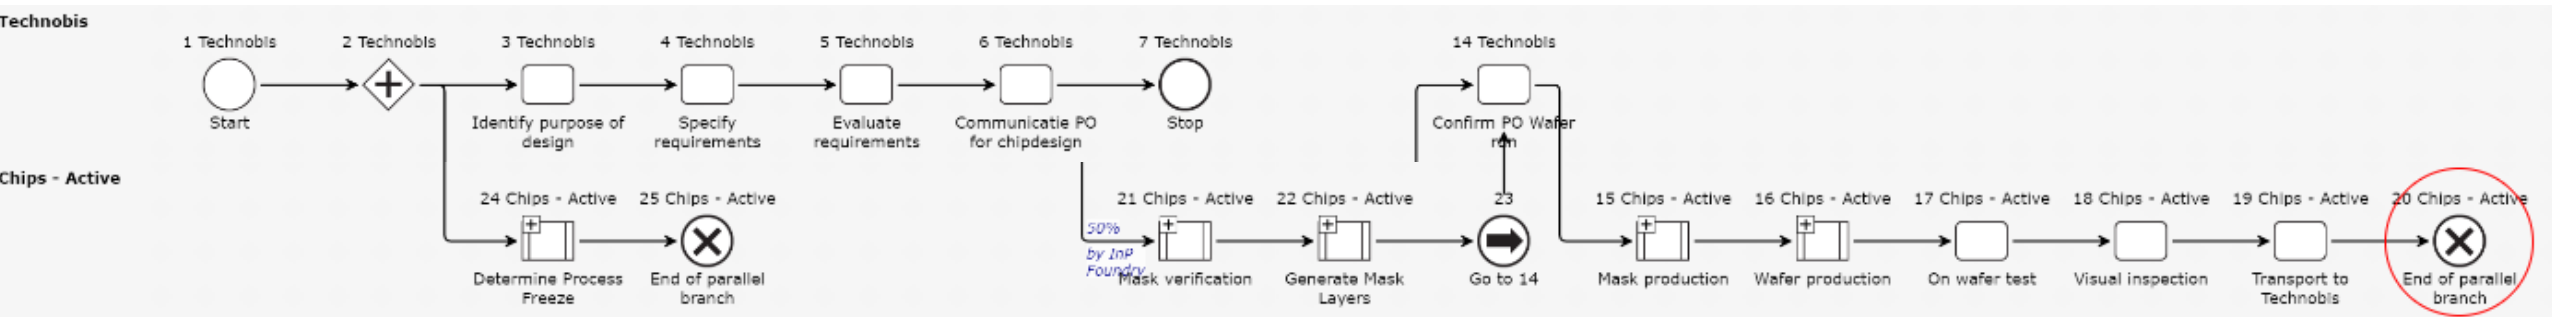 Technobis
1 Technobis
2 Technobis
3 Technobis
4 Technobis
5 Technobis
6 Technobis
7 Technobis
14 Technobis
Start
Identify purpose of
design
Specify
requirements
Evaluate
requirements
Communicatie PO
for chipdesign
Stop
Confirm PO Wafer
run
Chips - Active
24 Chips - Active
25 Chips - Active
21 Chips - Active
22 Chips - Active
23
15 Chips - Active
16 Chips - Active
17 Chips - Active
18 Chips - Active
19 Chips - Active
20 Chips - Active
50%
by InP
Foundry
Determine Process
Freeze
End of parallel
branch
Mask verification
Generate Mask
Layers
Go to 14
Mask production
Wafer production
On wafer test
Visual inspection
Transport to
Technobis
End of parallel
branch